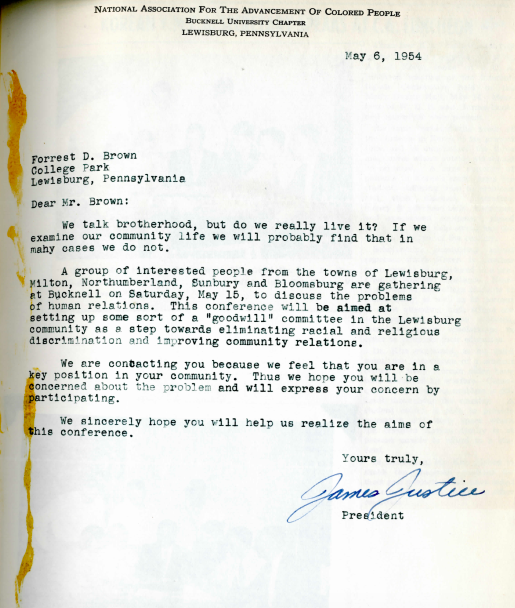 NATIONAL ASSOCIATION FOR THE ADVANCEMENT OF COLORED PEOPLE
BUCKNELL UNIVERSITY CHAPTER
LEWISBURG, PENNSYLVANIA
May 6, 1954
Forrest D. Brown
College Park
Lewisburg, Pennsylvania
Dear Mr. Brown:
We talk brotherhood, but do we really live it? If we
examine our community life we will probably find that in
many cases we do not.
A group of interested people from the towns of Lewisburg,
Milton, Northumberland, Sunbury and Bloomsburg are gathering
at Bucknell on Saturday, May 15, to discuss the problems
of human relations. This conference will be aimed at
setting up some sort of a "goodwill" committee in the Lewisburg
community as a step towards eliminating racial and religious
discrimination and improving community relations.
We are contacting you because we feel that you are in a
key position in your community. Thus we hope you will be
concerned about the problem and will express your concern by
participating.
We sincerely hope you will help us realize the aims of
this conference.
Yours truly,
James Justice
President